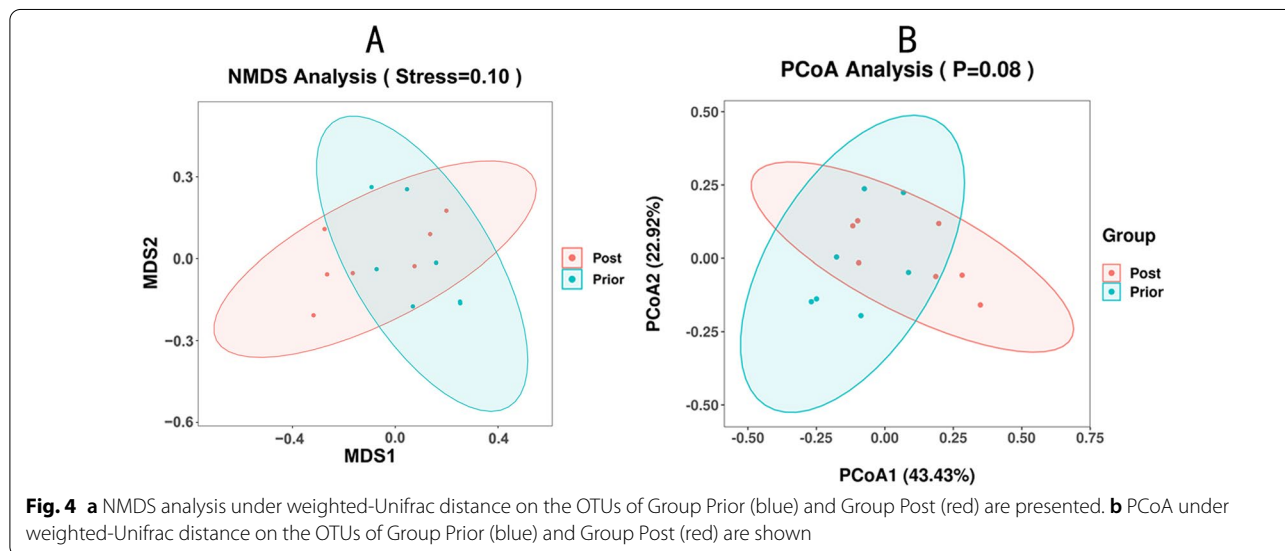 A
NMDS Analysis ( Stress=0.10 )
0.3
0.0
−0.3
−0.6
MDS2
−0.4
0.0
0.4
MDS1
Post
Prior
B
PCoA Analysis ( P=0.08 )
0.50
0.25
0.00
-0.25
-0.50
PCoA2 (22.92%)
-0.50
-0.25
0.00
0.25
0.50
0.75
PCoA1 (43.43%)
Group
Post
Prior
Fig. 4 a NMDS analysis under weighted-Unifrac distance on the OTUs of Group Prior (blue) and Group Post (red) are presented. b PCoA under
weighted-Unifrac distance on the OTUs of Group Prior (blue) and Group Post (red) are shown